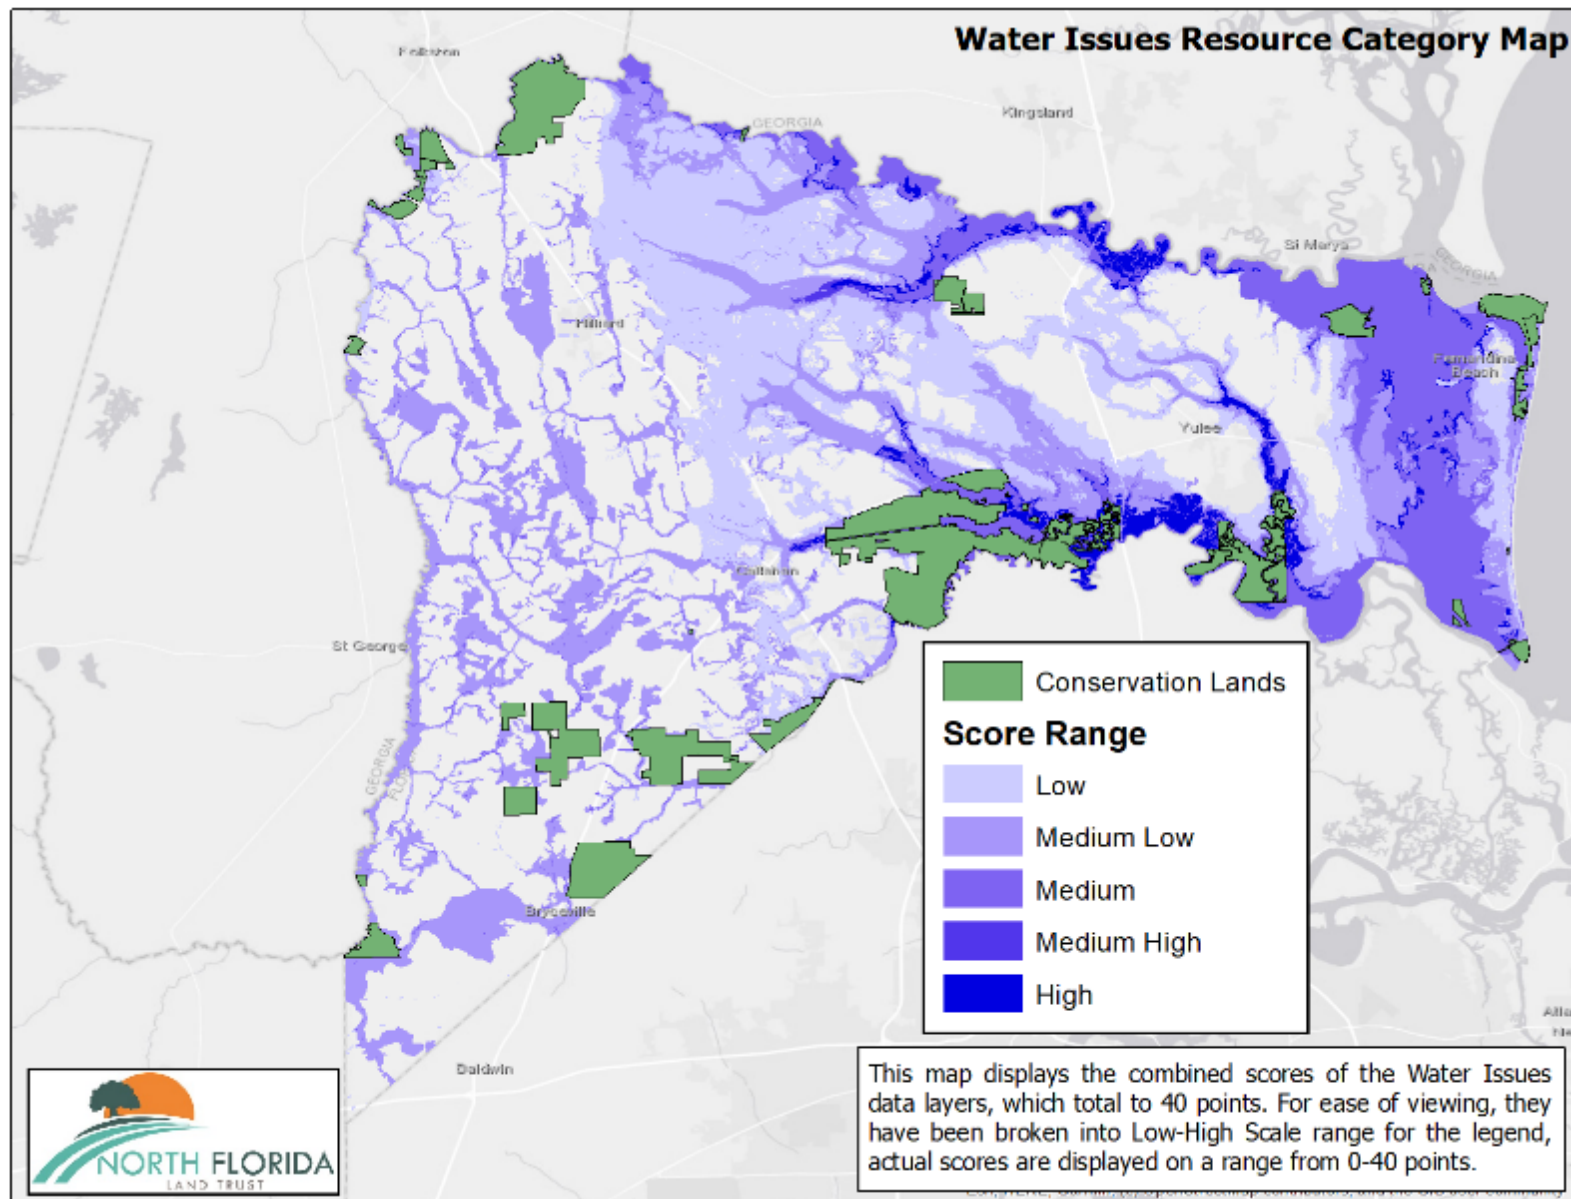 Water Issues Resource Category Map
Folkston
Kingsland
GEORGIA
St Marys
GEORGIA
Hilliard
Fernandina
Beach
Yulee
Callahan
St George
GEORGIA
Bryceville
Baldwin
Conservation Lands
Score Range
Low
Medium Low
Medium
Medium High
High
This map displays the combined scores of the Water Issues
data layers, which total to 40 points. For ease of viewing, they
have been broken into Low-High Scale range for the legend,
actual scores are displayed on a range from 0-40 points.
NORTH FLORIDA
LAND TRUST